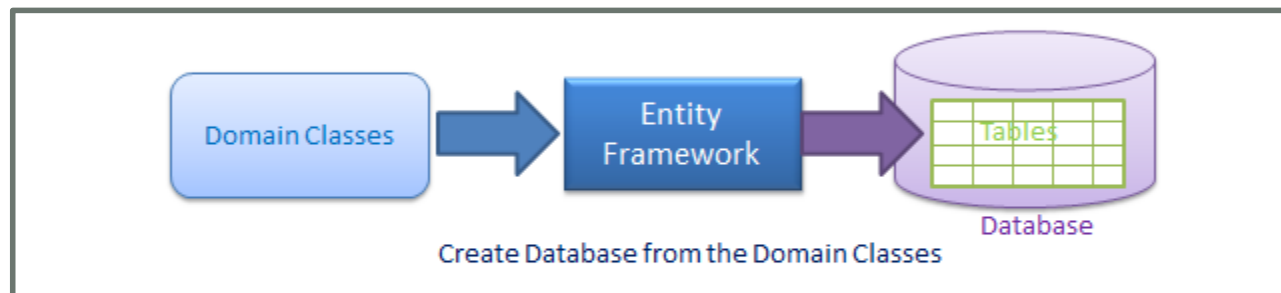 Domain Classes
Entity
Framework
Tables
Database
Create Database from the Domain Classes